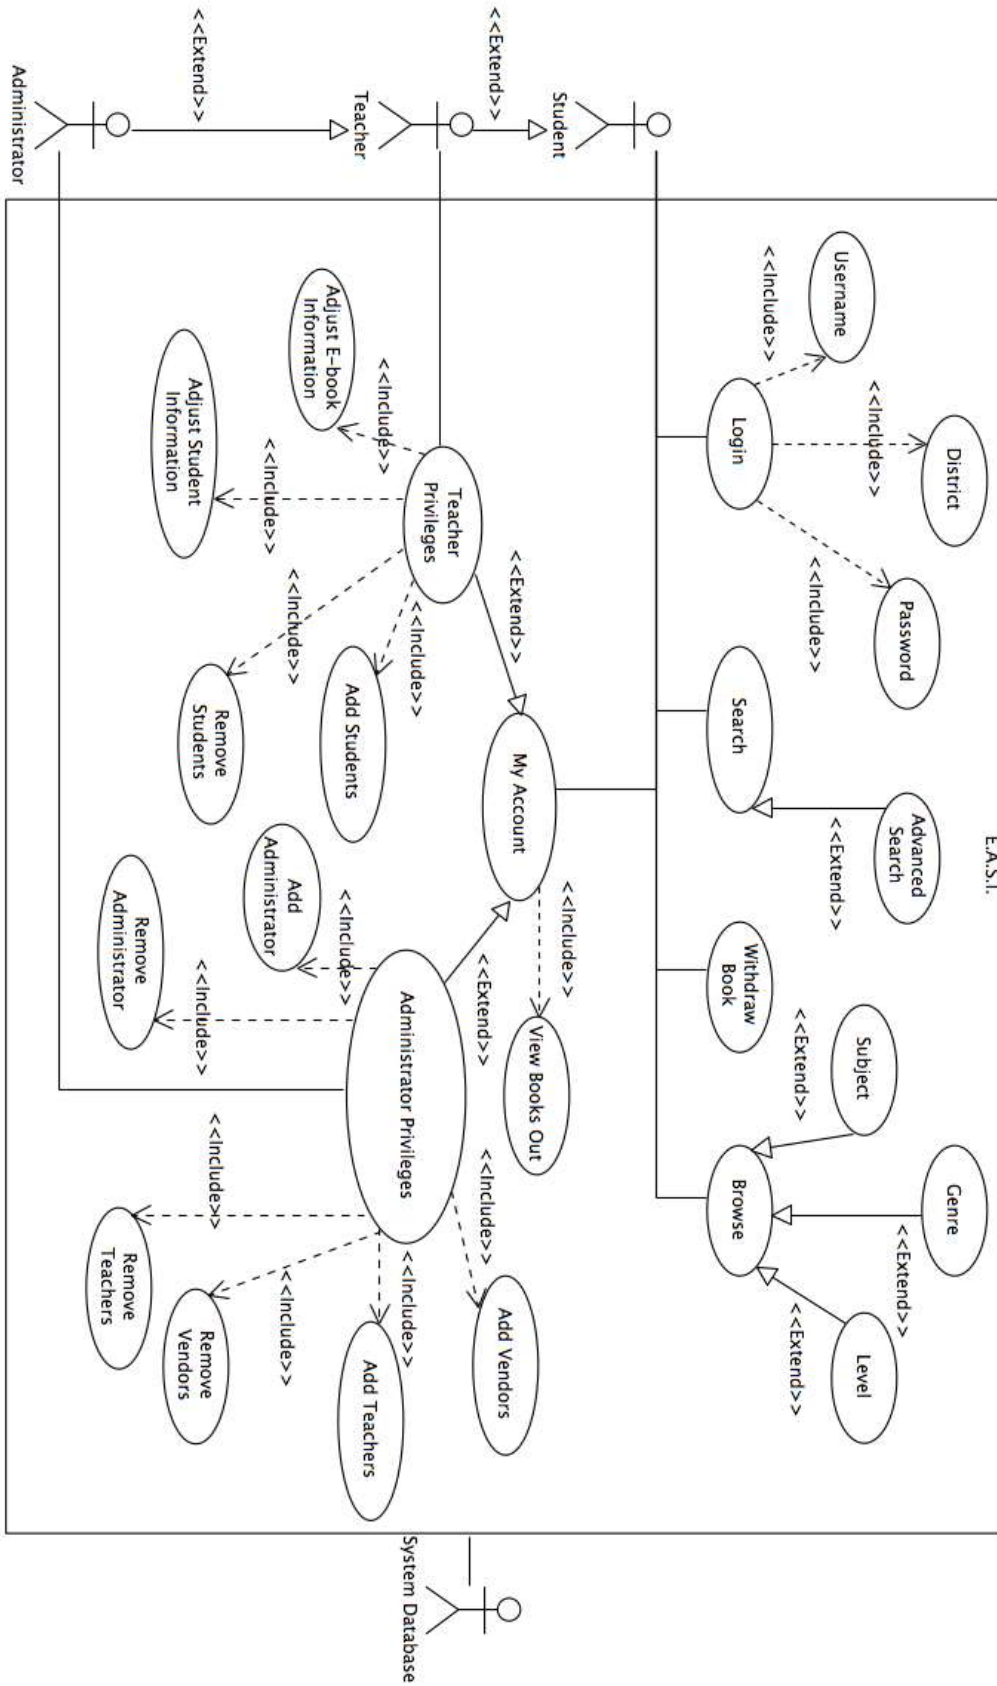 E.A.S.I.
Student
<<Extend>>
Teacher
<<Extend>>
Administrator
Username
<<Include>>
District
<<Include>>
Login
Password
<<Include>>
Search
Advanced
Search
<<Extend>>
Withdraw
Book
Subject
<<Extend>>
Genre
<<Extend>>
Browse
Level
<<Extend>>
My Account
<<Include>>
View Books Out
<<Extend>>
Teacher
Privileges
<<Include>>
Adjust E-book
Information
<<Include>>
Adjust Student
Information
<<Include>>
Add Students
<<Include>>
Remove
Students
<<Extend>>
Administrator Privileges
<<Include>>
Add
Administrator
<<Include>>
Remove
Administrator
<<Include>>
Add Vendors
<<Include>>
Add Teachers
<<Include>>
Remove
Vendors
<<Include>>
Remove
Teachers
System Database